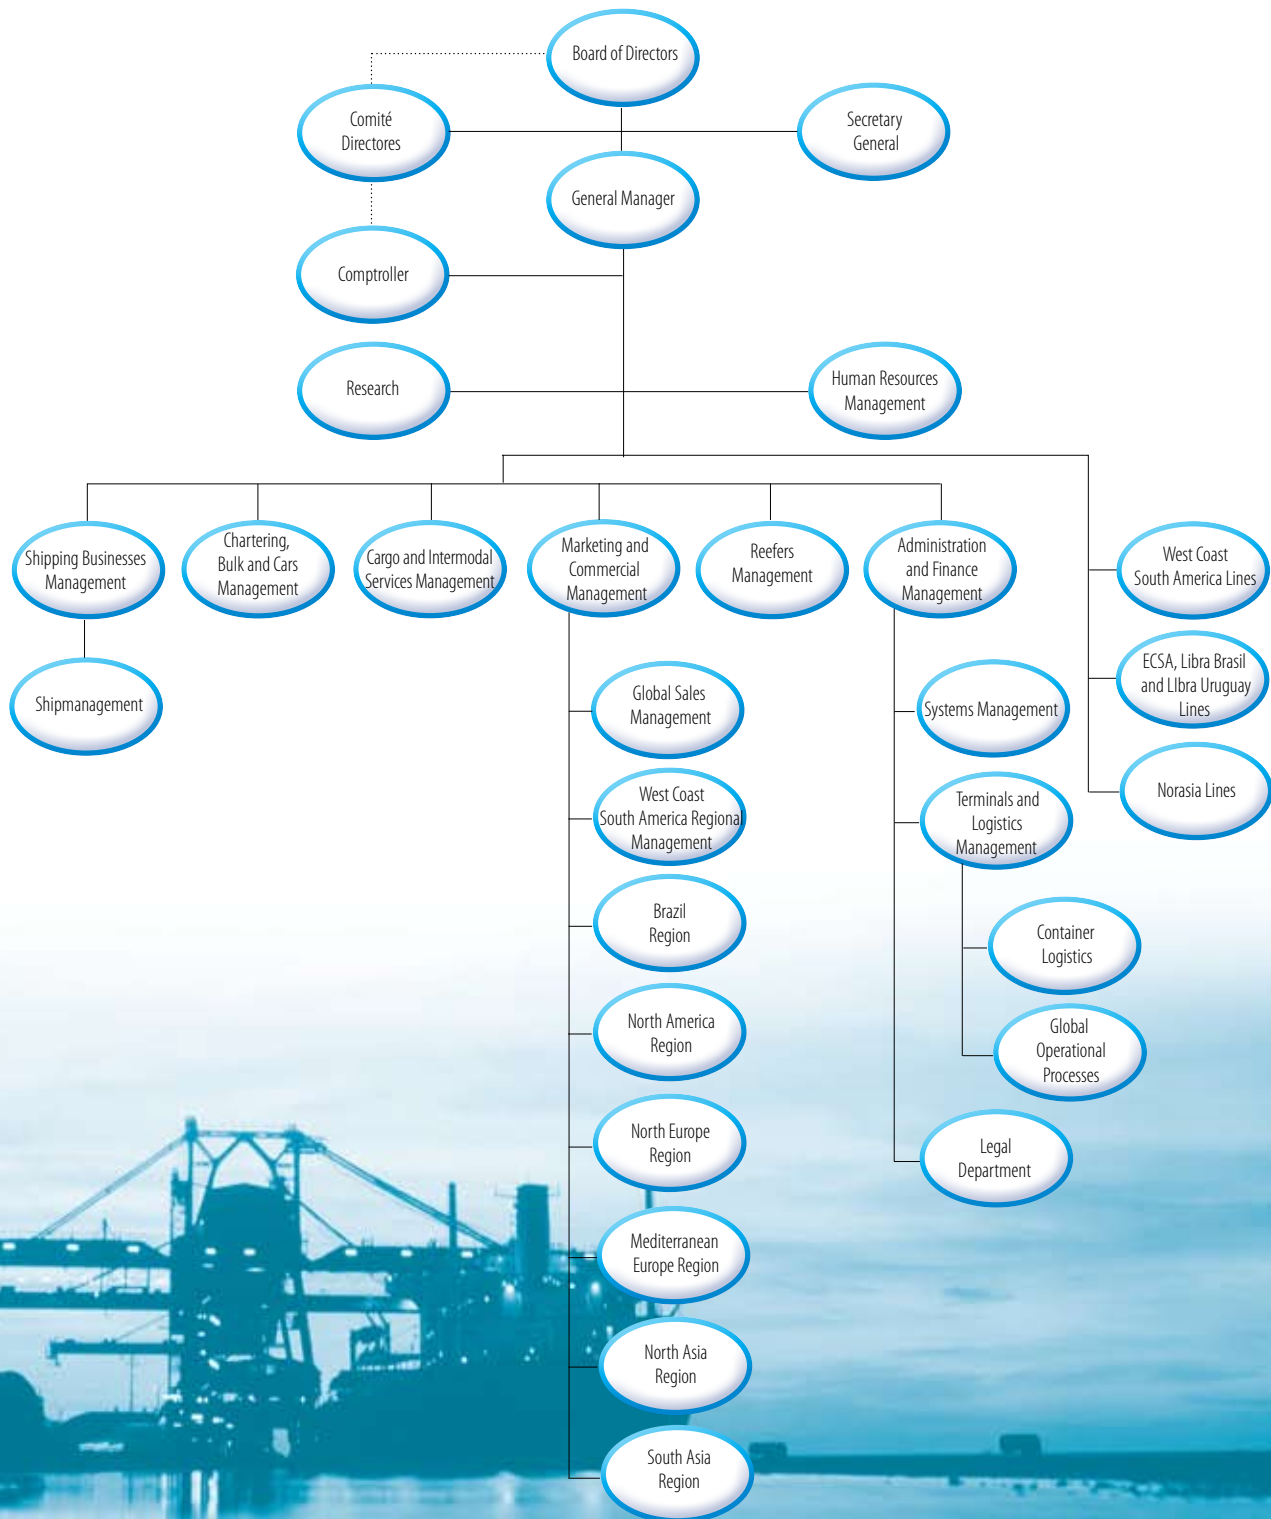 Board of Directors
Comité
Directores
Secretary
General
General Manager
Comptroller
Research
Human Resources
Management
Shipping Businesses
Management
Chartering,
Bulk and Cars
Management
Cargo and Intermodal
Services Management
Marketing and
Commercial
Management
Reefers
Management
Administration
and Finance
Management
West Coast
South America Lines
Shipmanagement
Global Sales
Management
Systems Management
ECSA, Libra Brasil
and LIbra Uruguay
Lines
West Coast
South America Regional
Management
Terminals and
Logistics
Management
Norasia Lines
Brazil
Region
Container
Logistics
North America
Region
Global
Operational
Processes
North Europe
Region
Legal
Department
Mediterranean
Europe Region
North Asia
Region
South Asia
Region